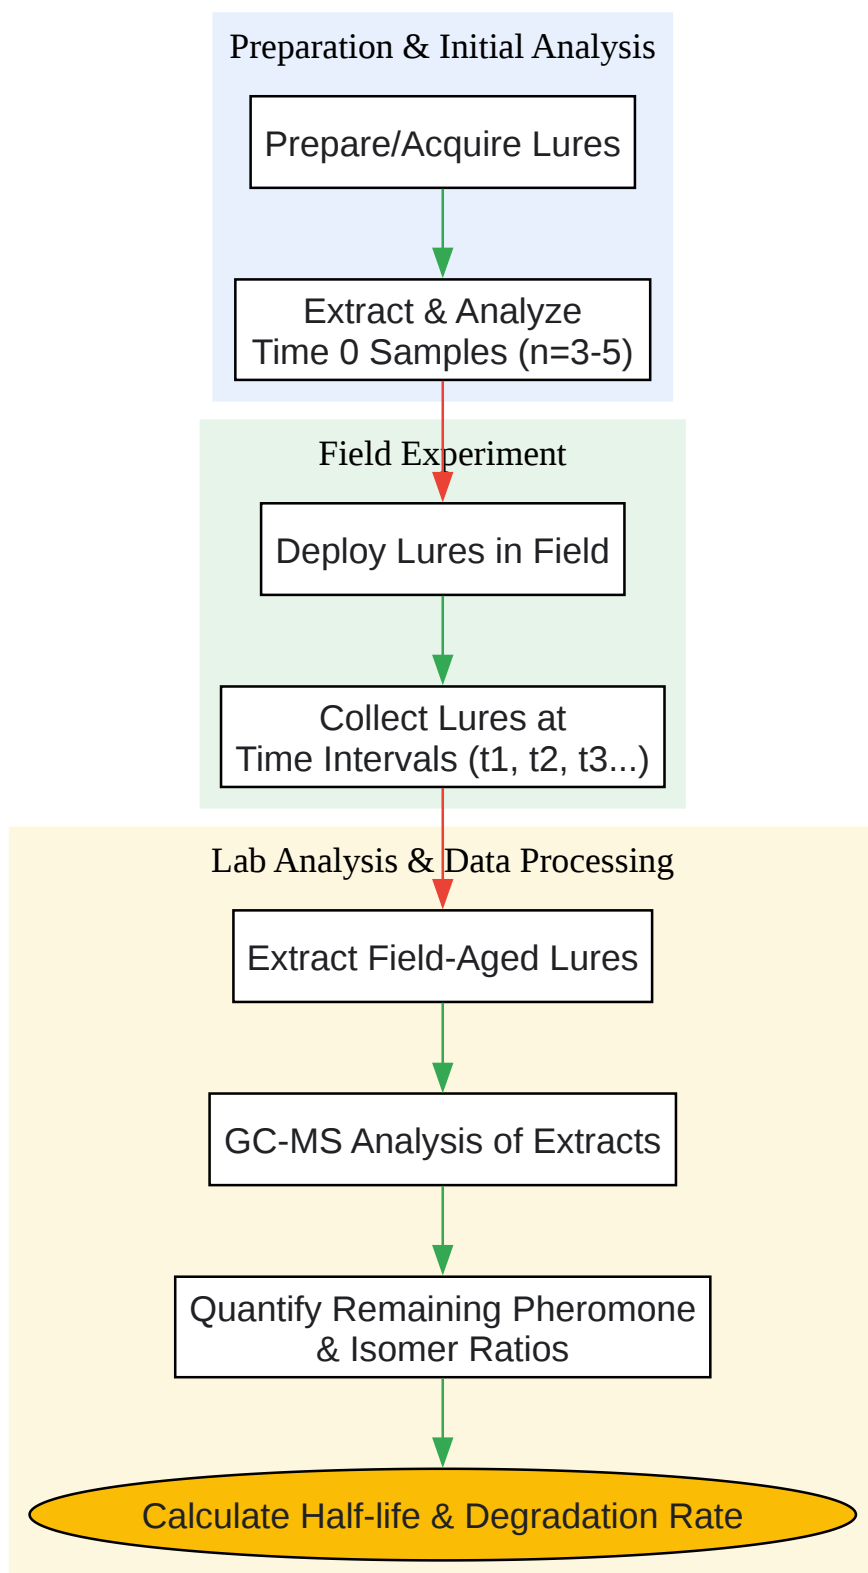 Preparation & Initial Analysis
Prepare/Acquire Lures
Extract & Analyze
Time 0 Samples (n=3-5)
Field Experiment
Deploy Lures in Field
Collect Lures at
Time Intervals (t1, t2, t3...)
Lab Analysis & Data Processing
Extract Field-Aged Lures
GC-MS Analysis of Extracts
Quantify Remaining Pheromone
& Isomer Ratios
Calculate Half-life & Degradation Rate